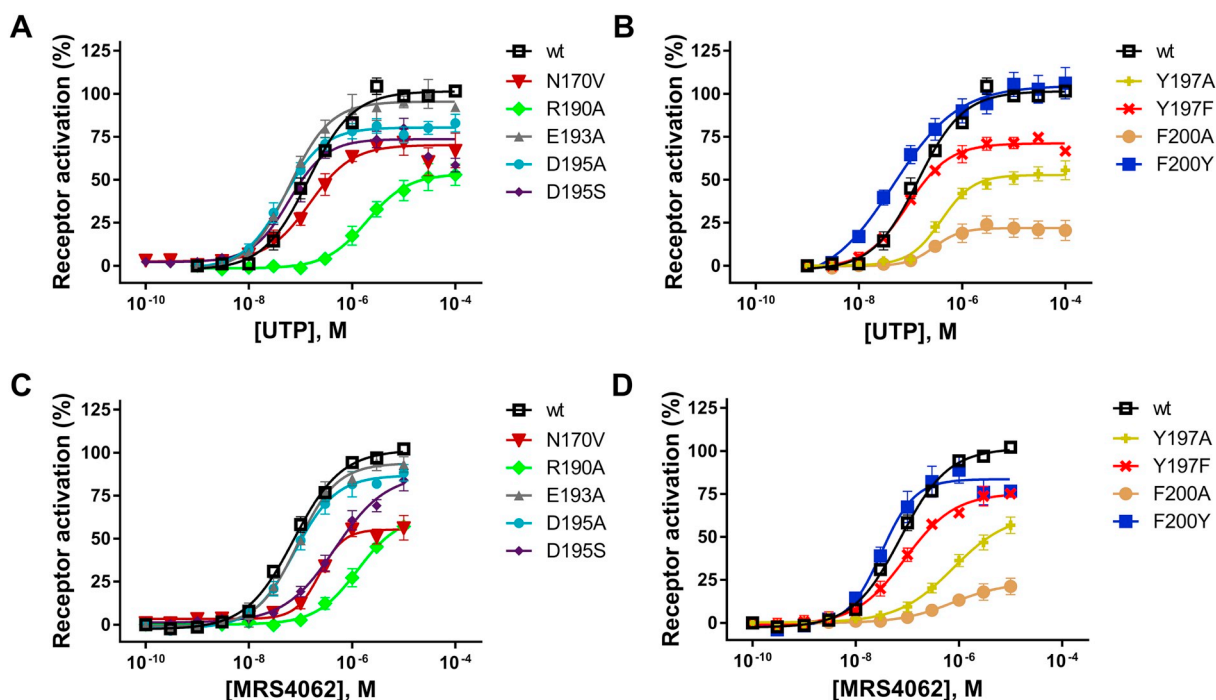 A
Receptor activation (%)
125
100
75
50
25
0
10-10
10-8
10-6
10-4
[UTP], M
wt
N170V
R190A
E193A
D195A
D195S
B
Receptor activation (%)
125
100
75
50
25
0
10-10
10-8
10-6
10-4
[UTP], M
wt
Y197A
Y197F
F200A
F200Y
C
Receptor activation (%)
125
100
75
50
25
0
10-10
10-8
10-6
10-4
[MRS4062], M
wt
N170V
R190A
E193A
D195A
D195S
D
Receptor activation (%)
125
100
75
50
25
0
10-10
10-8
10-6
10-4
[MRS4062], M
wt
Y197A
Y197F
F200A
F200Y